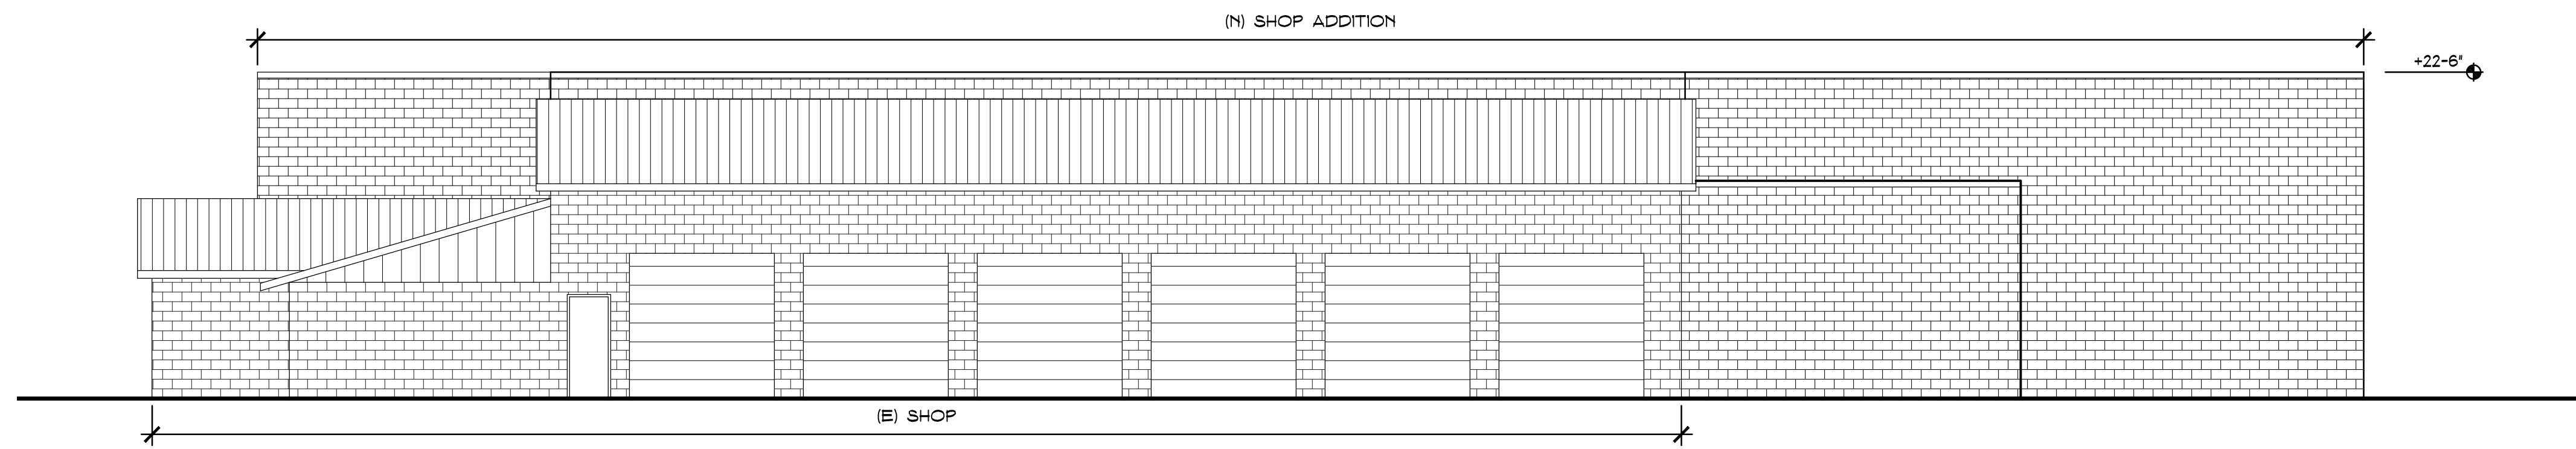 (N) SHOP ADDITION
+22-6"
(E) SHOP